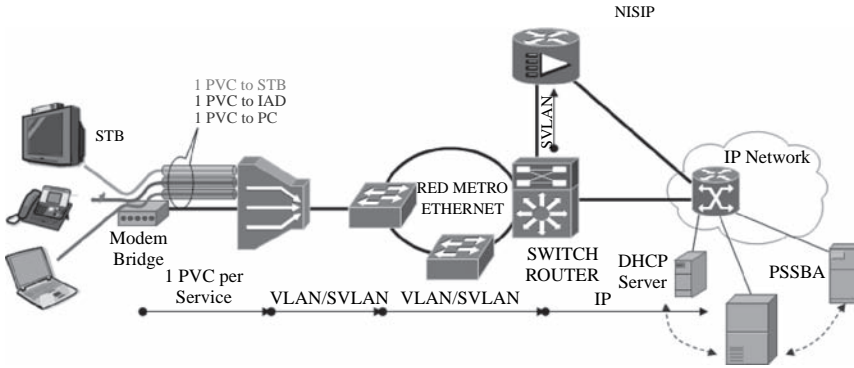 NISIP
1 PVC to STB
1 PVC to IAD
1 PVC to PC
STB
SVLAN
IP Network
RED METRO
ETHERNET
Modem
Bridge
SWITCH
ROUTER
DHCP
Server
PSSBA
1 PVC per
Service
VLAN/SVLAN
VLAN/SVLAN
IP